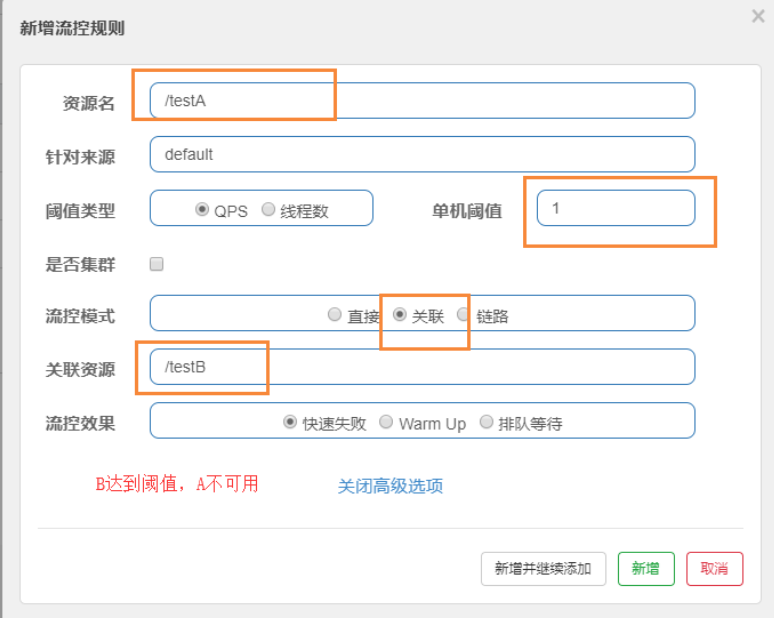 新增流控规则 ×
资源名 /testA
针对来源 default
阈值类型 QPS 线程数 单机阈值 1
是否集群
流控模式 直接 关联 链路
关联资源 /testB
流控效果 快速失败 Warm Up 排队等待
B达到阈值，A不可用 关闭高级选项
新增并继续添加 新增 取消